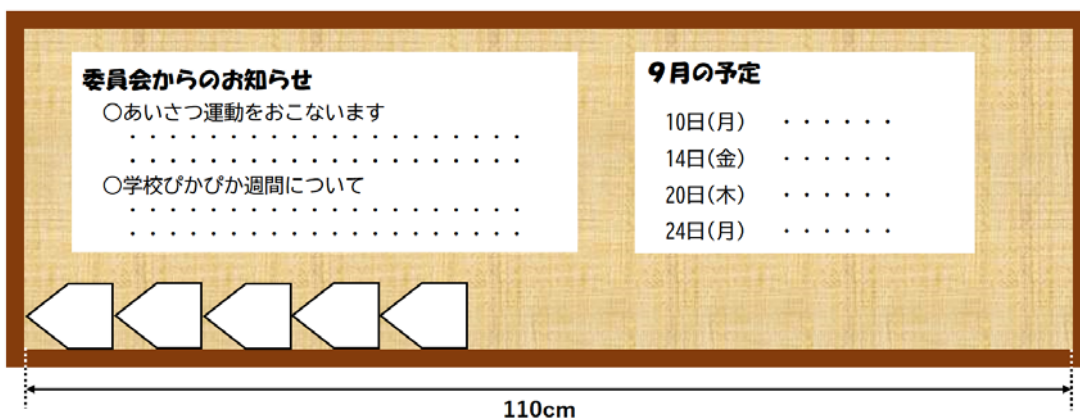 委員会からのお知らせ
○あいさつ運動をおこないます
・・・・・・・・・・・・・・・・・・・・
・・・・・・・・・・・・・・・・・・・・
○学校ぴかぴか週間について
・・・・・・・・・・・・・・・・・・・・
・・・・・・・・・・・・・・・・・・・・
9月の予定
10日(月) ・・・・・・
14日(金) ・・・・・・
20日(木) ・・・・・・
24日(月) ・・・・・・
110cm